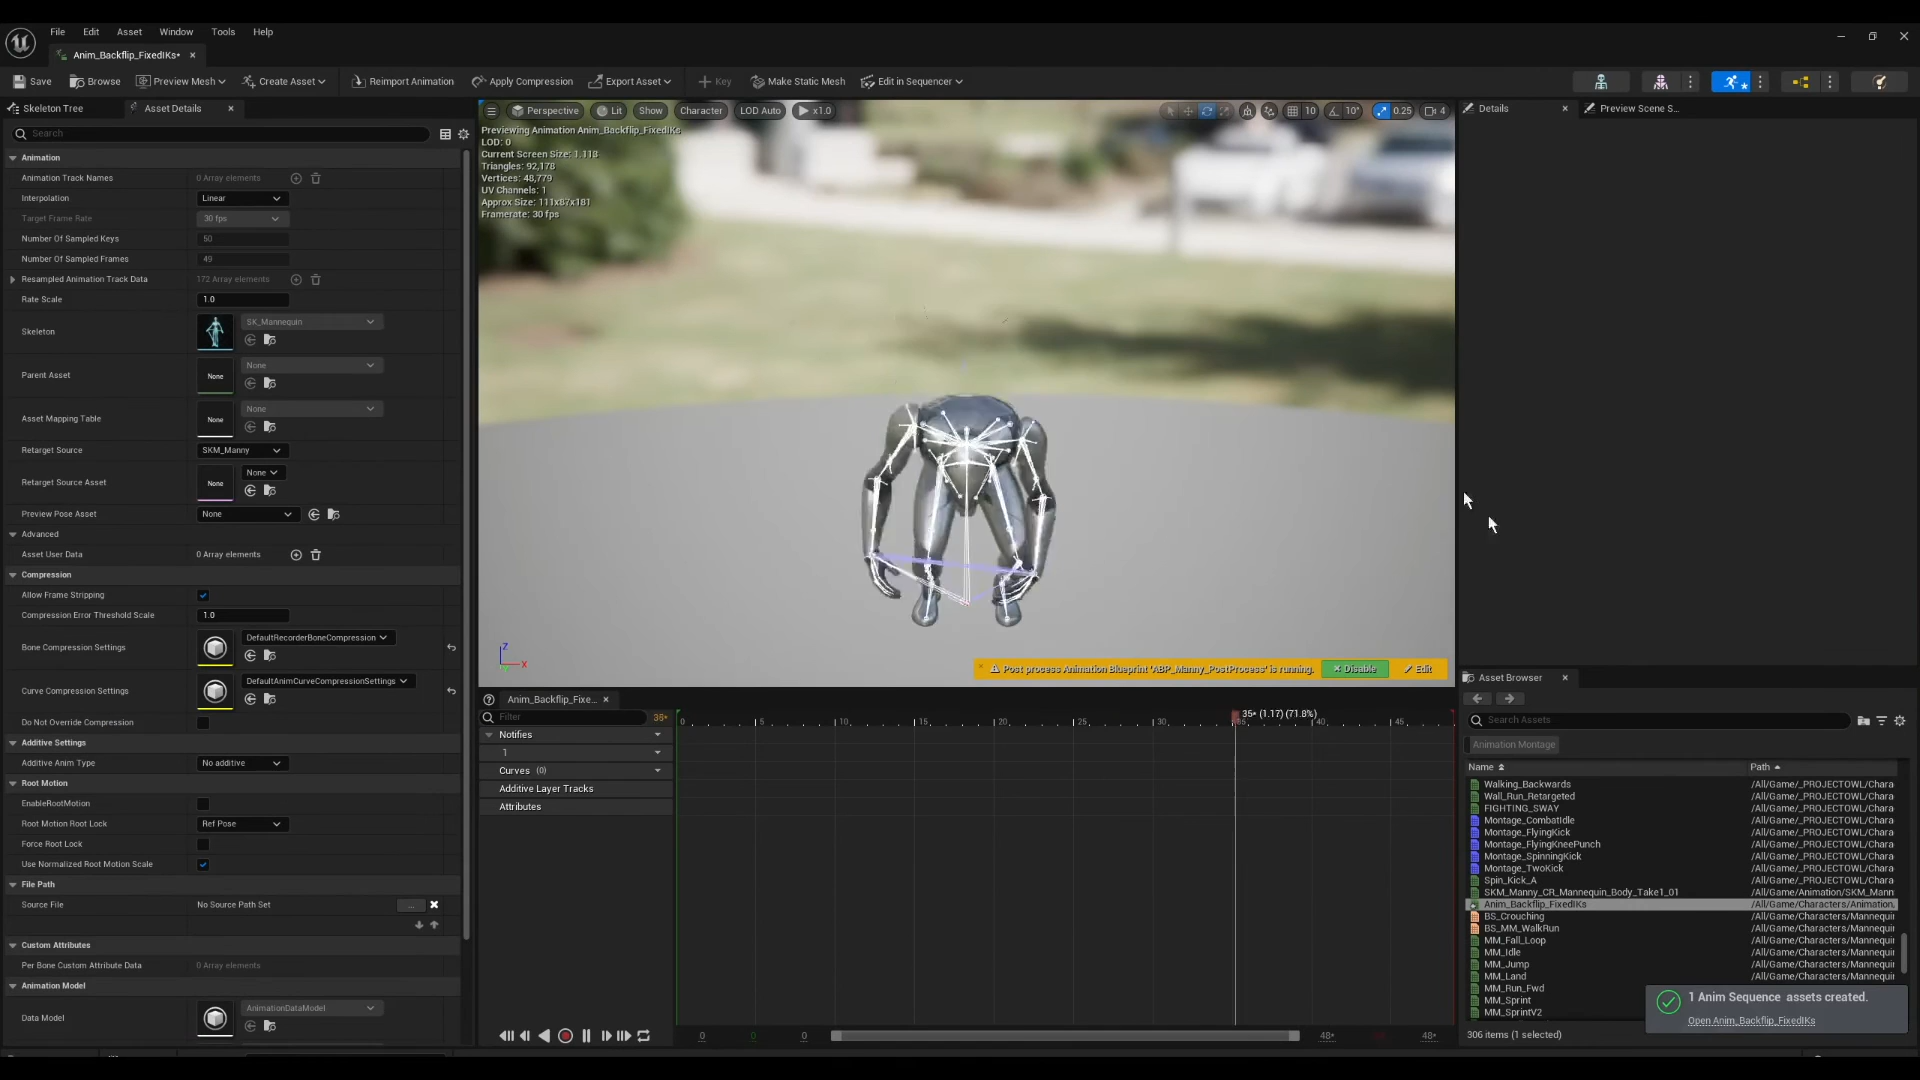 File Edit Asset Window Tools Help
Anim_Backflip_FixedIKs*
Save Browse Preview Mesh Create Asset Reimport Animation Apply Compression Export Asset Key Make Static Mesh Edit in Sequencer
Skeleton Tree Asset Details
Search
Animation
Animation Track Names 0 Array elements
Interpolation Linear
Target Frame Rate 30 fps
Number Of Sampled Keys 50
Number Of Sampled Frames 49
Resampled Animation Track Data 172 Array elements
Rate Scale 1.0
Skeleton SK_Mannequin
Parent Asset None None
Asset Mapping Table None None
Retarget Source SKM_Manny
Retarget Source Asset None None
Preview Pose Asset None
Advanced
Asset User Data 0 Array elements
Compression
Allow Frame Stripping
Compression Error Threshold Scale 1.0
Bone Compression Settings DefaultRecorderBoneCompression
Curve Compression Settings DefaultAnimCurveCompressionSettings
Do Not Override Compression
Additive Settings
Additive Anim Type No additive
Root Motion
EnableRootMotion
Root Motion Root Lock Ref Pose
Force Root Lock
Use Normalized Root Motion Scale
File Path
Source File No Source Path Set ...
Custom Attributes
Per Bone Custom Attribute Data 0 Array elements
Animation Model
Data Model AnimationDataModel
Perspective Lit Show Character LOD Auto x1.0 10 10° 0.25 4
Previewing Animation Anim_Backflip_FixedIKs
LOD: 0
Current Screen Size: 1.113
Triangles: 92,178
Vertices: 48,779
UV Channels: 1
Approx Size: 111x87x181
Framerate: 30 fps
Z
X
Post process Animation Blueprint 'ABP_Manny_PostProcess' is running. Disable Edit
Anim_Backflip_Fixe...
Filter 35*
0 5 10 15 20 25 30 35* (1.17) (71.8%) 40 45
Notifies
1
Curves (0)
Additive Layer Tracks
Attributes
0 0 0 48* 48*
Details Preview Scene S...
Asset Browser
Search Assets
Animation Montage
Name Path
Walking_Backwards /All/Game/_PROJECTOWL/Chara
Wall_Run_Retargeted /All/Game/_PROJECTOWL/Chara
FIGHTING_SWAY /All/Game/_PROJECTOWL/Chara
Montage_CombatIdle /All/Game/_PROJECTOWL/Chara
Montage_FlyingKick /All/Game/_PROJECTOWL/Chara
Montage_FlyingKneePunch /All/Game/_PROJECTOWL/Chara
Montage_SpinningKick /All/Game/_PROJECTOWL/Chara
Montage_TwoKick /All/Game/_PROJECTOWL/Chara
Spin_Kick_A /All/Game/_PROJECTOWL/Chara
SKM_Manny_CR_Mannequin_Body_Take1_01 /All/Game/Animation/SKM_Mann
Anim_Backflip_FixedIKs /All/Game/Characters/Animation.
BS_Crouching /All/Game/Characters/Mannequin
BS_MM_WalkRun /All/Game/Characters/Mannequin
MM_Fall_Loop /All/Game/Characters/Mannequin
MM_Idle /All/Game/Characters/Mannequin
MM_Jump /All/Game/Characters/Mannequin
MM_Land /All/Game/Characters/Mannequin
MM_Run_Fwd
MM_Sprint
MM_SprintV2
306 items (1 selected)
1 Anim Sequence assets created.
Open Anim_Backflip_FixedIKs